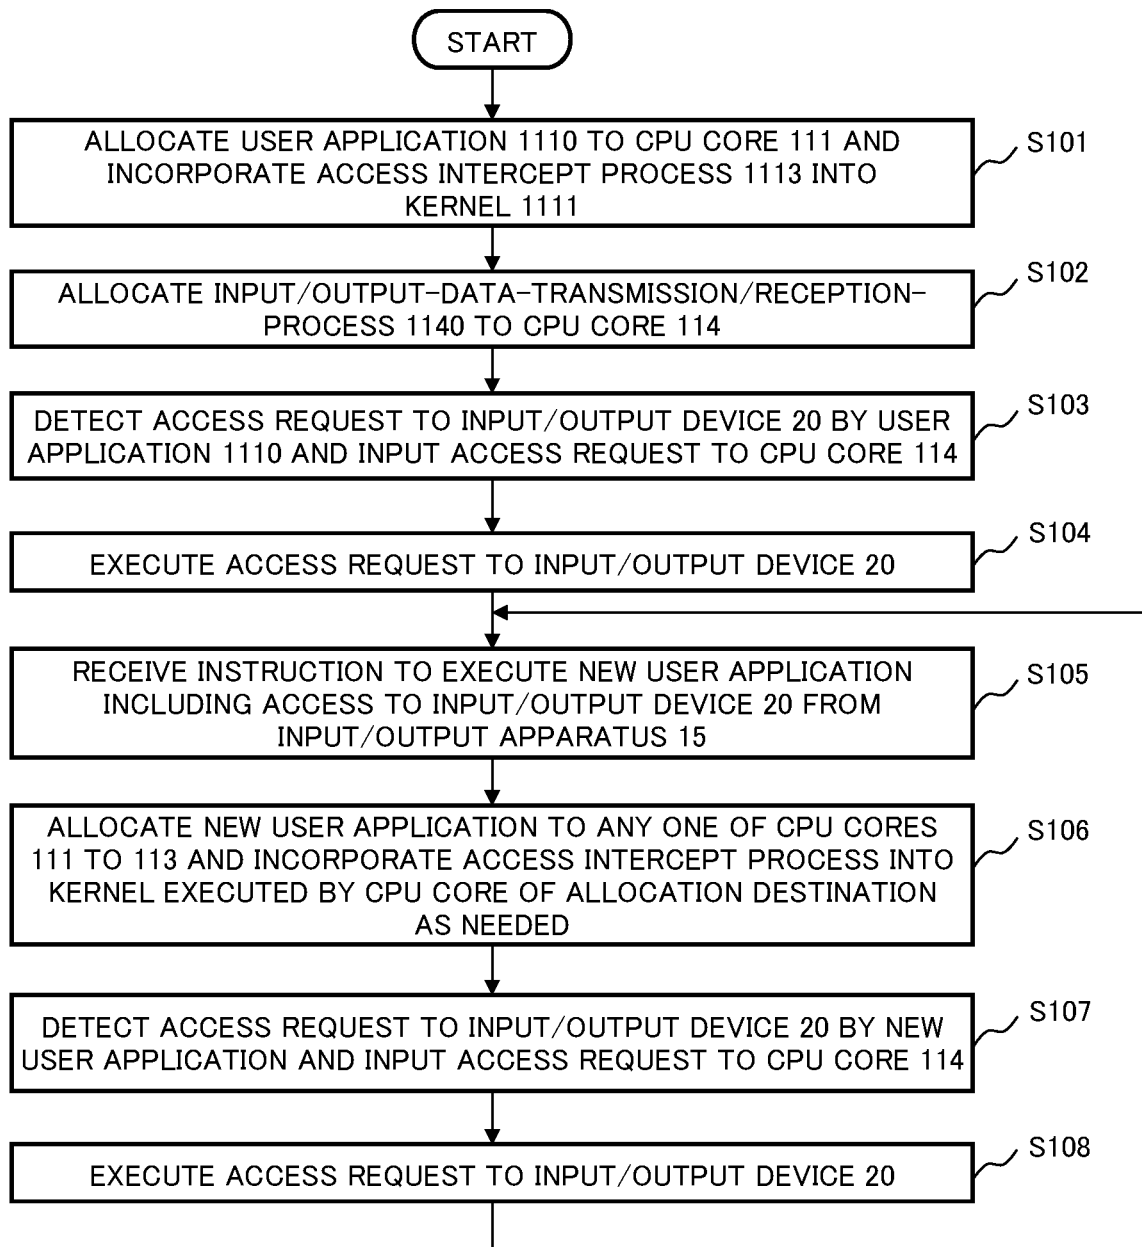 START
ALLOCATE USER APPLICATION 1110 TO CPU CORE 111 AND
INCORPORATE ACCESS INTERCEPT PROCESS 1113 INTO
KERNEL 1111
S101
ALLOCATE INPUT/OUTPUT-DATA-TRANSMISSION/RECEPTION-
PROCESS 1140 TO CPU CORE 114
S102
DETECT ACCESS REQUEST TO INPUT/OUTPUT DEVICE 20 BY USER
APPLICATION 1110 AND INPUT ACCESS REQUEST TO CPU CORE 114
S103
EXECUTE ACCESS REQUEST TO INPUT/OUTPUT DEVICE 20
S104
RECEIVE INSTRUCTION TO EXECUTE NEW USER APPLICATION
INCLUDING ACCESS TO INPUT/OUTPUT DEVICE 20 FROM
INPUT/OUTPUT APPARATUS 15
S105
ALLOCATE NEW USER APPLICATION TO ANY ONE OF CPU CORES
111 TO 113 AND INCORPORATE ACCESS INTERCEPT PROCESS INTO
KERNEL EXECUTED BY CPU CORE OF ALLOCATION DESTINATION
AS NEEDED
S106
DETECT ACCESS REQUEST TO INPUT/OUTPUT DEVICE 20 BY NEW
USER APPLICATION AND INPUT ACCESS REQUEST TO CPU CORE 114
S107
EXECUTE ACCESS REQUEST TO INPUT/OUTPUT DEVICE 20
S108